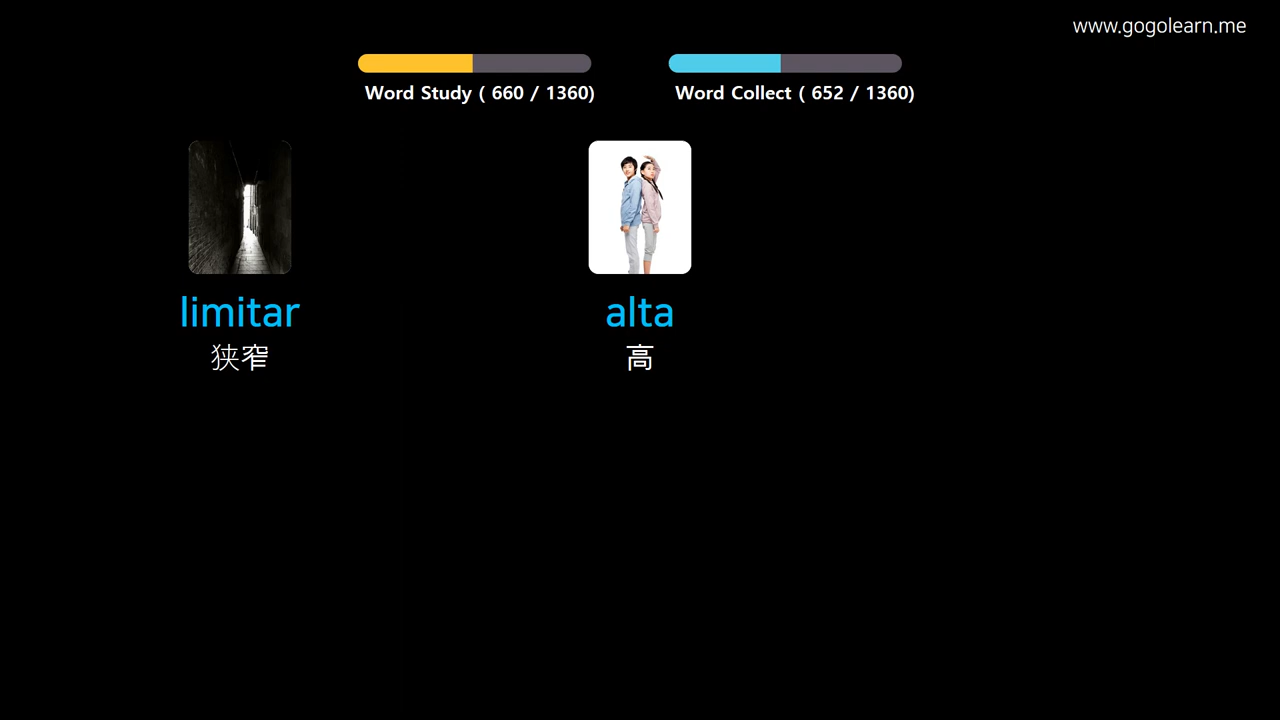 www.gogolearn.me
Word Study ( 660 / 1360)
Word Collect ( 652 / 1360)
limitar
狭窄
alta
高